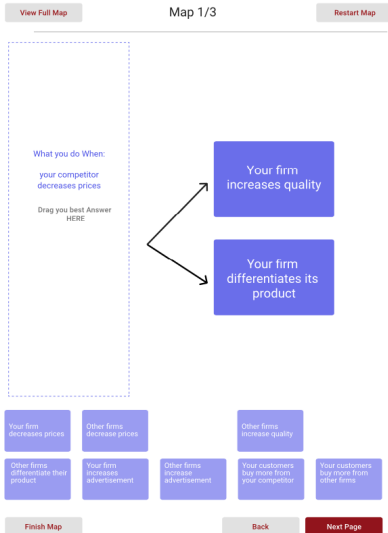 View Full Map
Map 1/3
Restart Map
What you do When:
your competitor
decreases prices
Drag you best Answer
HERE
Your firm
increases quality
Your firm
differentiates its
product
Your firm
decreases prices
Other firms
decrease prices
Other firms
increase quality
Other firms
differentiate their
product
Your firm
increases
advertisement
Other firms
increase
advertisement
Your customers
buy more from
your competitor
Your customers
buy more from
other firms
Finish Map
Back
Next Page